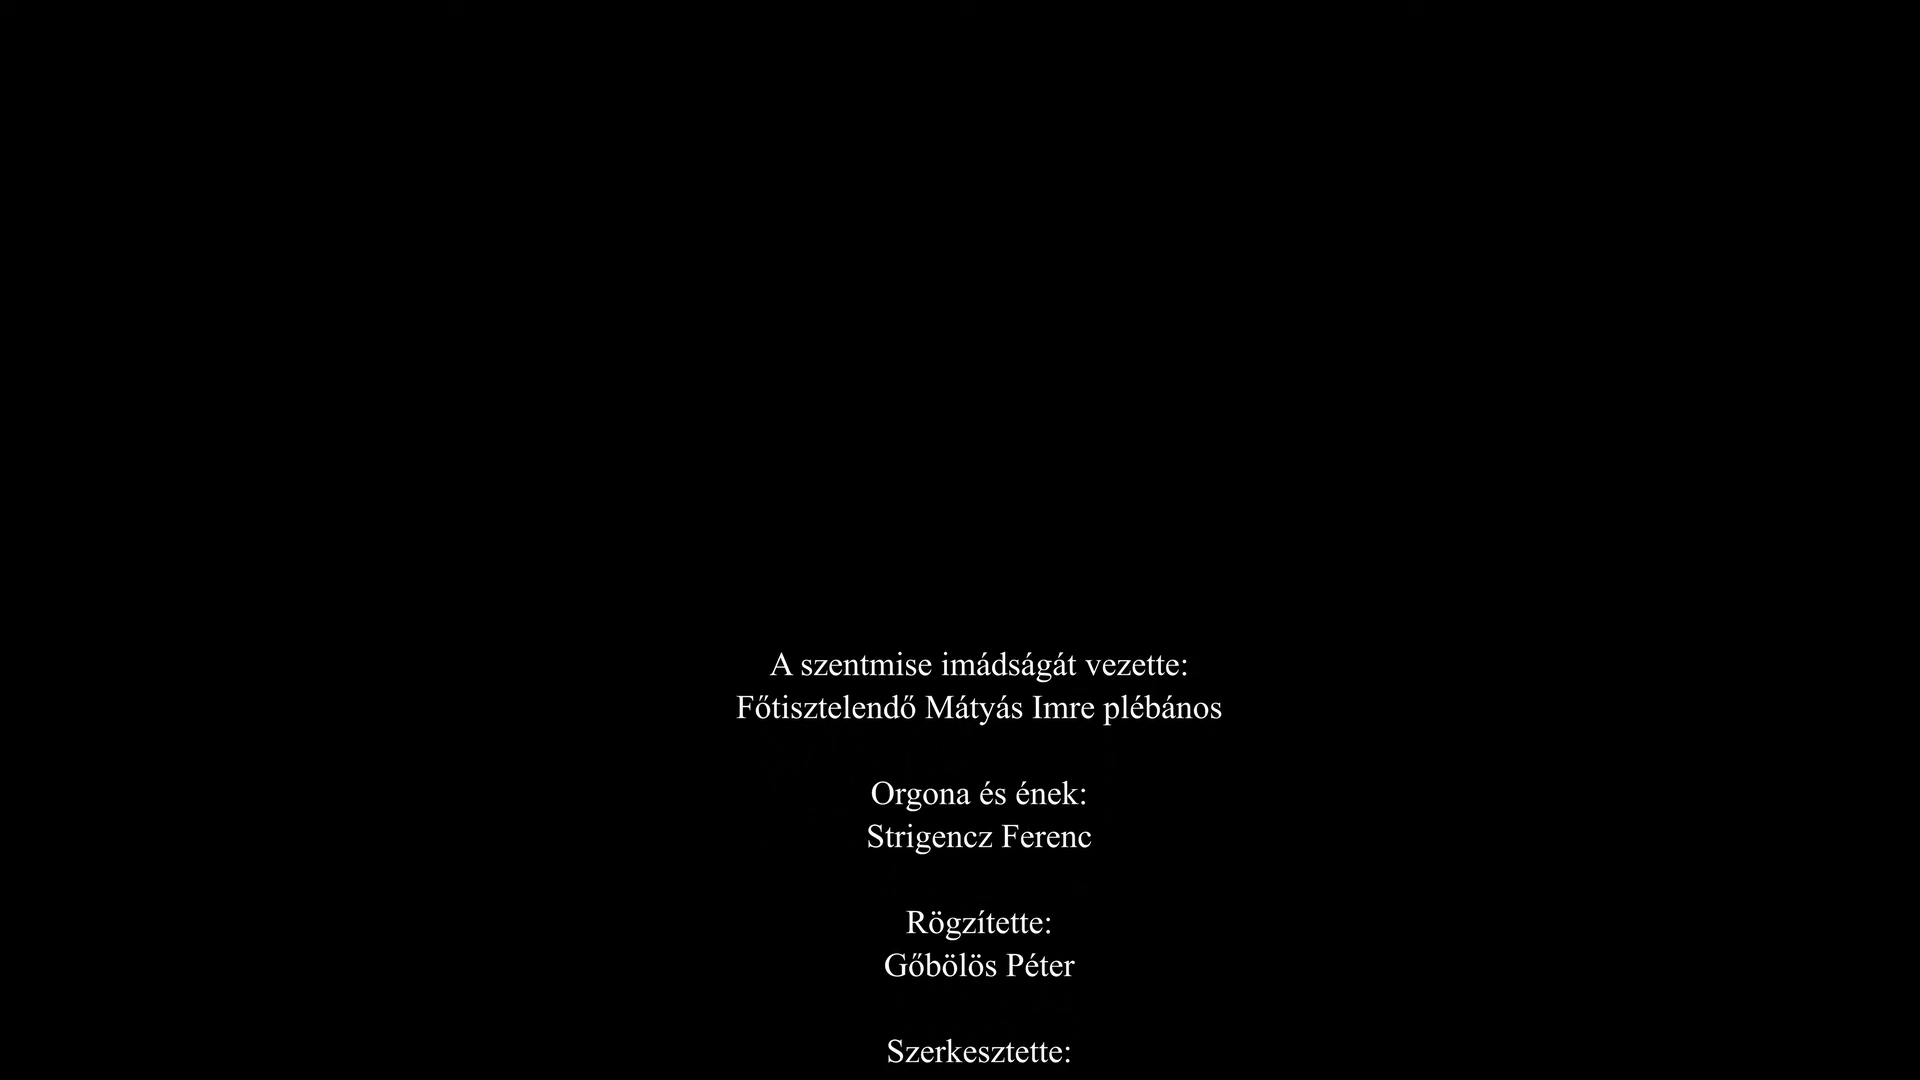 A szentmise imádságát vezette:
Főtisztelendő Mátyás Imre plébános
Orgona és ének:
Strigencz Ferenc
Rögzítette:
Gőbölös Péter
Szerkesztette: